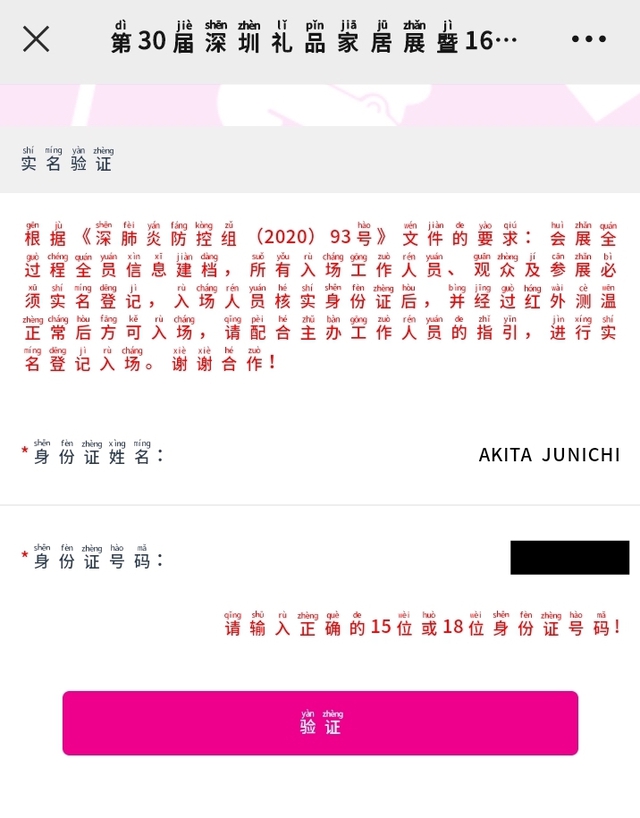 第30届深圳礼品家居展暨16…
实名验证
根据《深肺炎防控组（2020）93号》文件的要求：会展全
过程全员信息建档，所有入场工作人员、观众及参展必
须实名登记，入场人员核实身份证后，并经过红外测温
正常后方可入场，请配合主办工作人员的指引，进行实
名登记入场。谢谢合作！
*身份证姓名： AKITA JUNICHI
*身份证号码：
请输入正确的15位或18位身份证号码！
验证